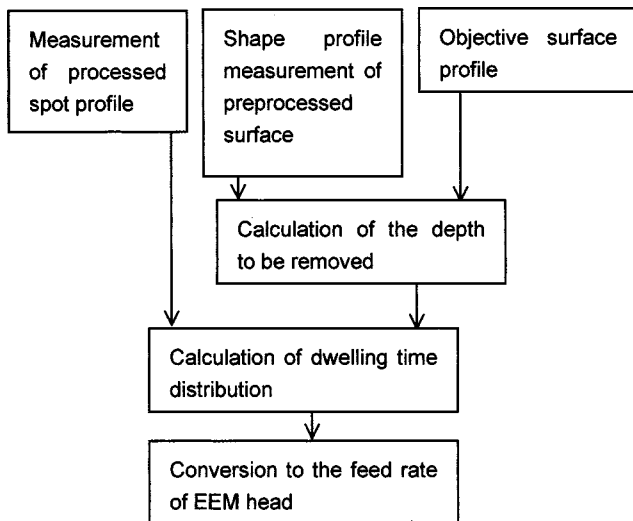 Measurement
of processed
spot profile
Shape profile
measurement of
preprocessed
surface
Objective surface
profile
Calculation of the depth
to be removed
Calculation of dwelling time
distribution
Conversion to the feed rate
of EEM head